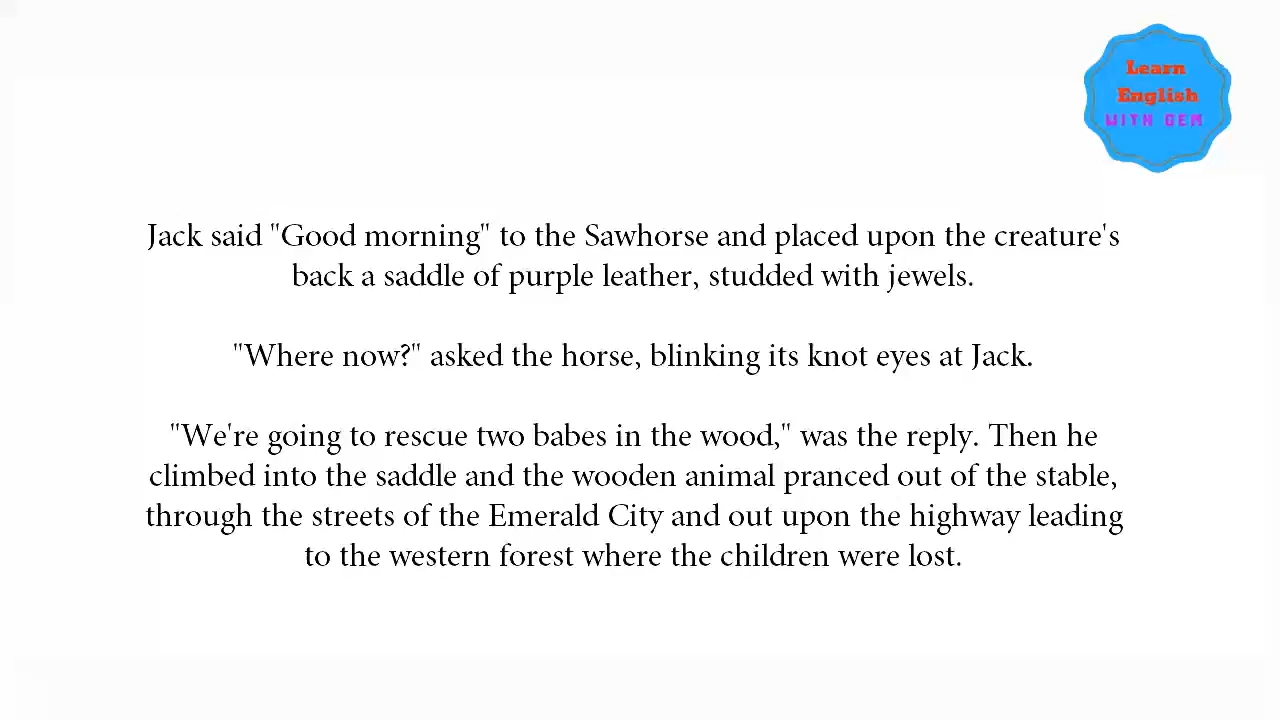 Learn
English
WITH GEM
Jack said "Good morning" to the Sawhorse and placed upon the creature's
back a saddle of purple leather, studded with jewels.
"Where now?" asked the horse, blinking its knot eyes at Jack.
"We're going to rescue two babes in the wood," was the reply. Then he
climbed into the saddle and the wooden animal pranced out of the stable,
through the streets of the Emerald City and out upon the highway leading
to the western forest where the children were lost.